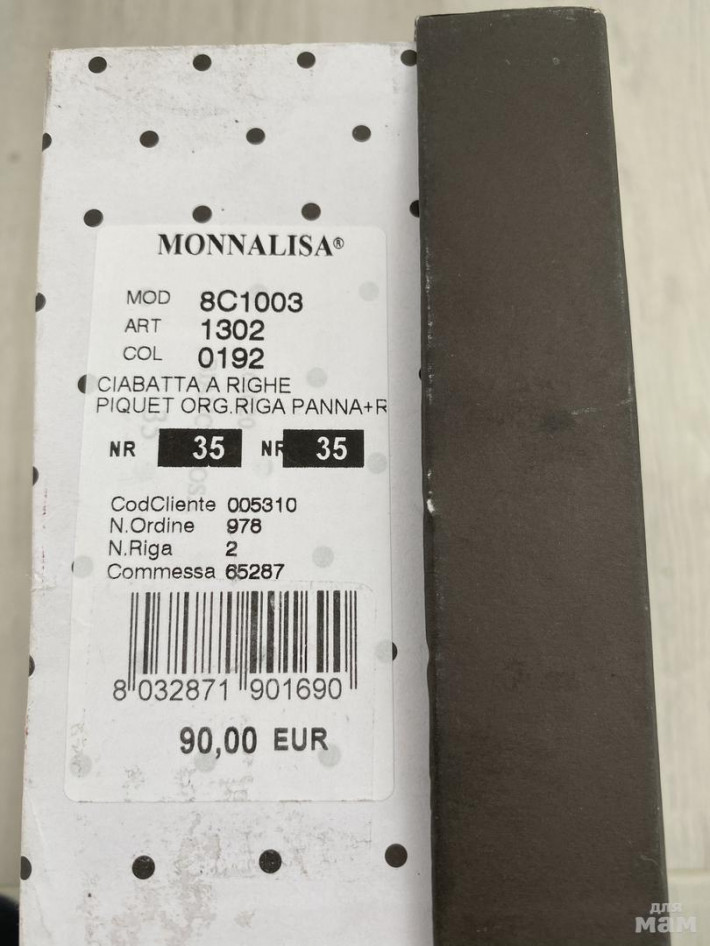 MONNALISA®
MOD 8C1003
ART 1302
COL 0192
CIABATTA A RIGHE
PIQUET ORG.RIGA PANNA+R
NR 35 NR 35
CodCliente 005310
N.Ordine 978
N.Riga 2
Commessa 65287
8 032871 901690
90,00 EUR
для
мам